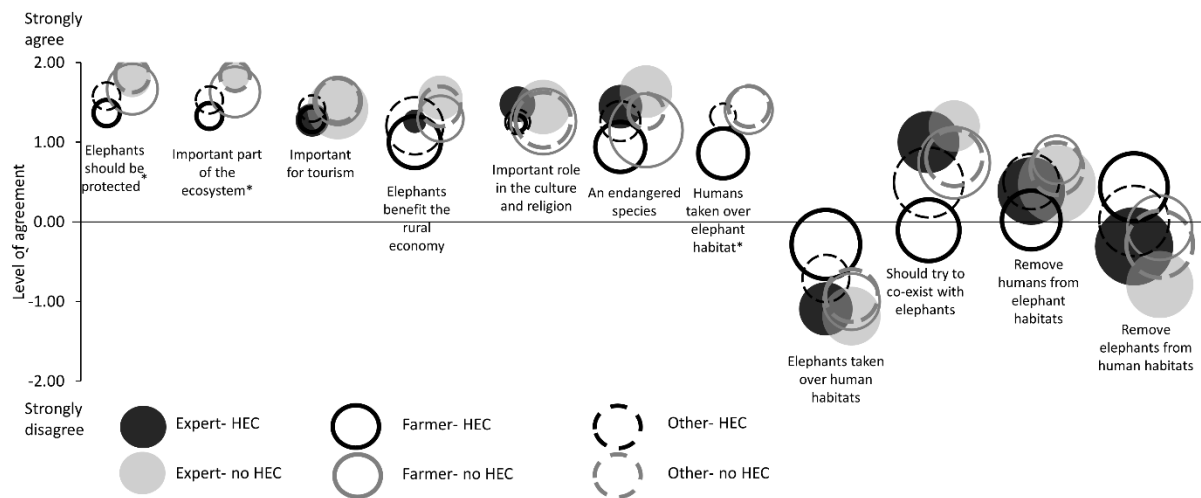 Strongly
agree
2.00
1.00
0.00
-1.00
-2.00
Level of agreement
Strongly
disagree
Elephants
should be
protected*
Important part
of the
ecosystem*
Important
for tourism
Elephants
benefit the
rural
economy
Important role
in the culture
and religion
An endangered
species
Humans
taken over
elephant
habitat*
Elephants taken
over human
habitats
Should try to
co-exist with
elephants
Remove
humans from
elephant
habitats
Remove
elephants from
human habitats
Expert- HEC
Farmer- HEC
Other- HEC
Expert- no HEC
Farmer- no HEC
Other- no HEC